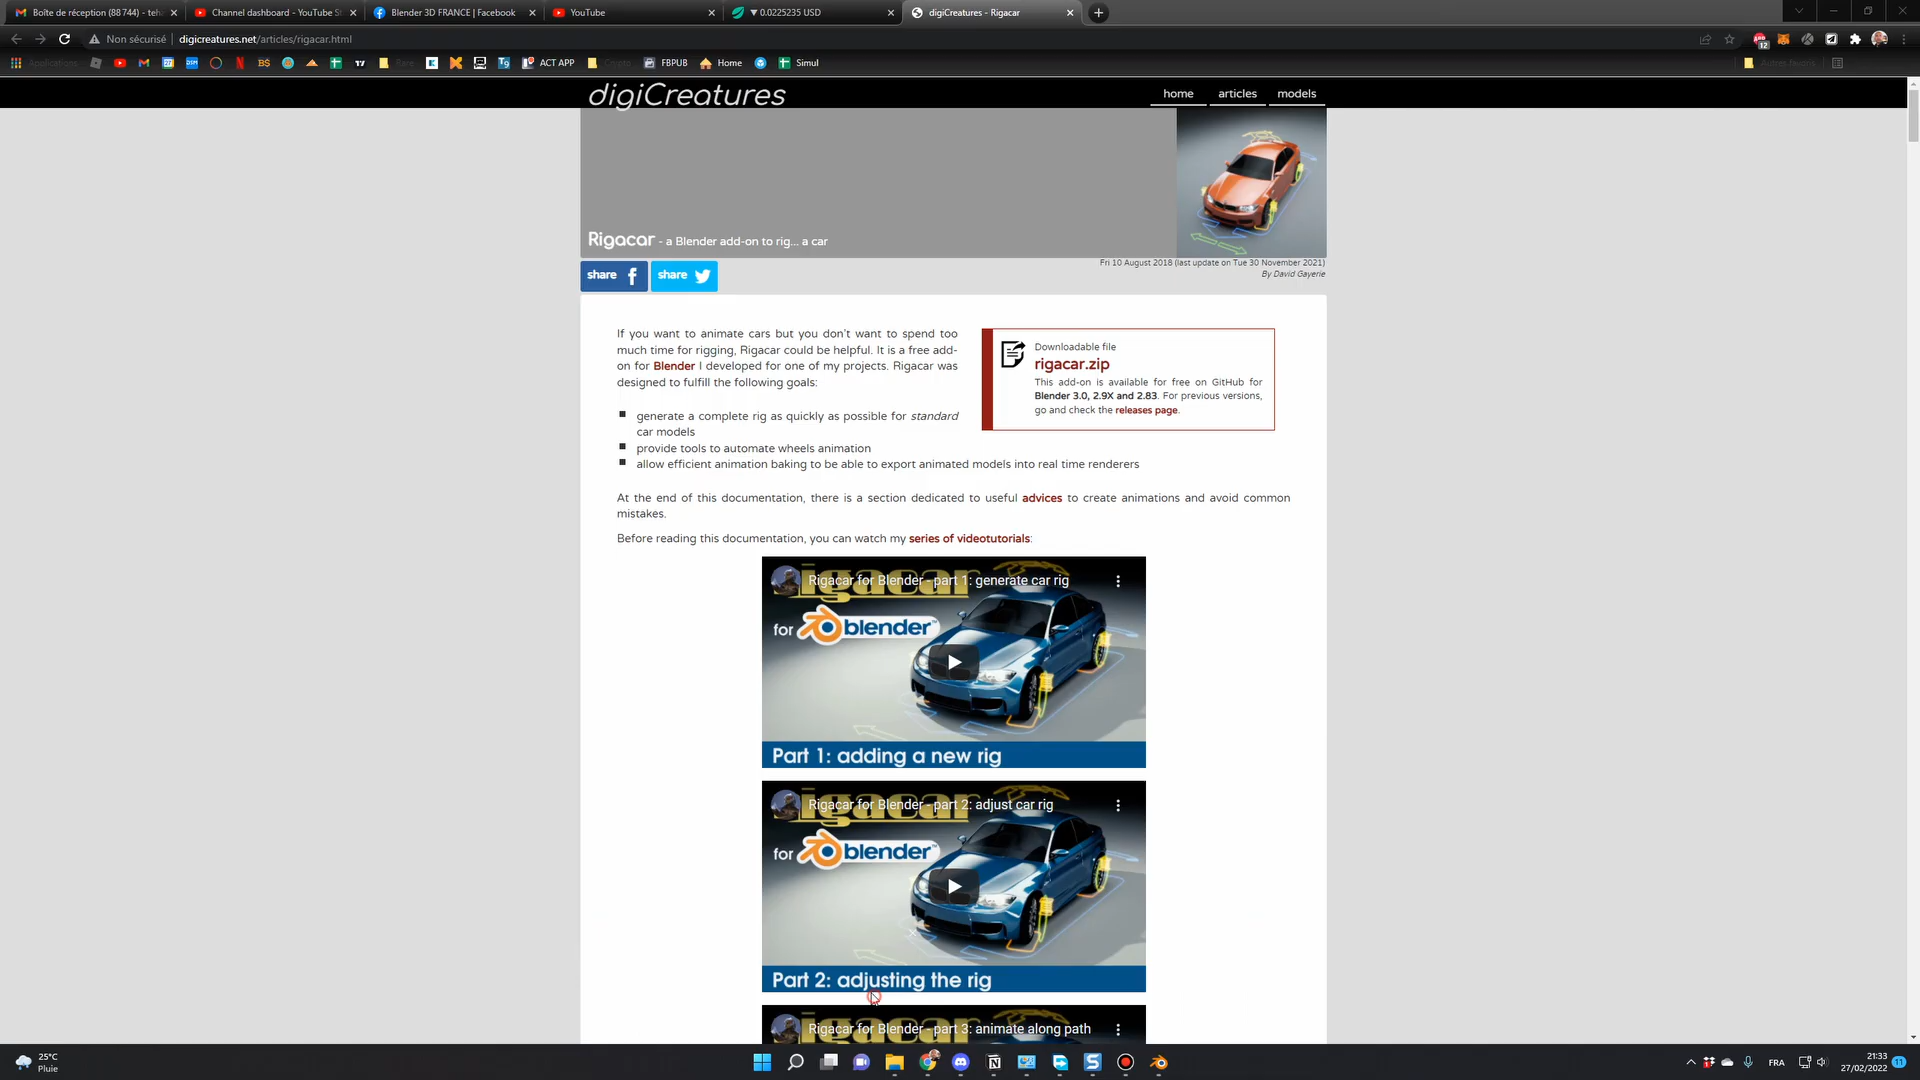 Boîte de réception (88 744) - teh
Channel dashboard - YouTube St
Blender 3D FRANCE | Facebook
YouTube
▼ 0.0225235 USD
digiCreatures - Rigacar
Non sécurisé
digicreatures.net/articles/rigacar.html
12
Applications
ACT APP
Rare
Crypto
FBPUB
Home
Simul
Autres favoris
digiCreatures
home
articles
models
Rigacar - a Blender add-on to rig... a car
share
share
Fri 10 August 2018 (last update on Tue 30 November 2021)
By David Gayerie
If you want to animate cars but you don't want to spend too
much time for rigging, Rigacar could be helpful. It is a free add-
on for Blender I developed for one of my projects. Rigacar was
designed to fulfill the following goals:
Downloadable file
rigacar.zip
This add-on is available for free on GitHub for
Blender 3.0, 2.9X and 2.83. For previous versions,
go and check the releases page.
generate a complete rig as quickly as possible for standard
car models
provide tools to automate wheels animation
allow efficient animation baking to be able to export animated models into real time renderers
At the end of this documentation, there is a section dedicated to useful advices to create animations and avoid common
mistakes.
Before reading this documentation, you can watch my series of videotutorials:
Rigacar for Blender - part 1: generate car rig
for blender
Part 1: adding a new rig
Rigacar for Blender - part 2: adjust car rig
for blender
Part 2: adjusting the rig
Rigacar for Blender - part 3: animate along path
25°C
Pluie
FRA
21:33
27/02/2022
11